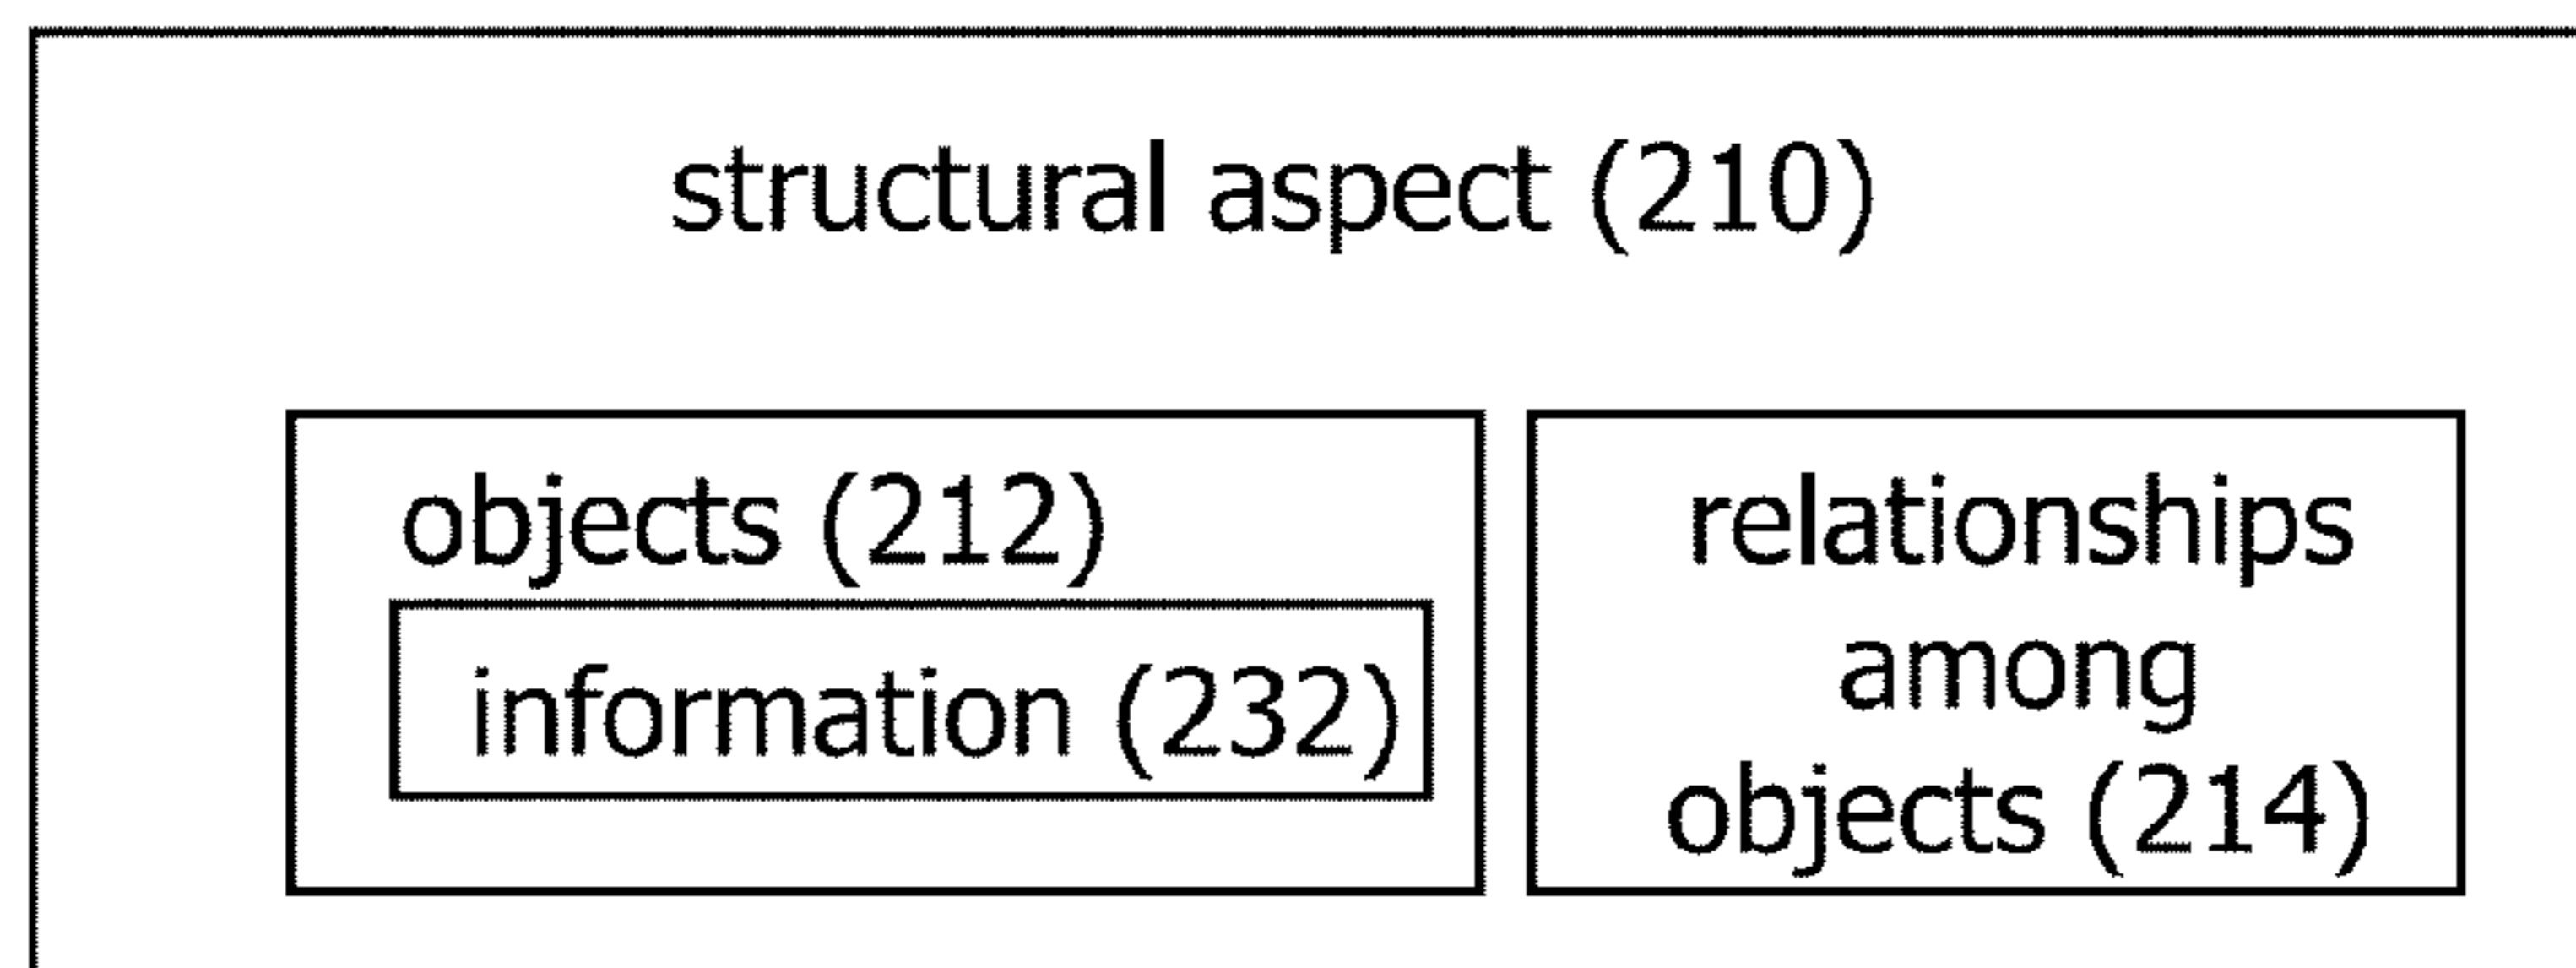 structural aspect (210)
objects (212)
information (232)
relationships
among
objects (214)